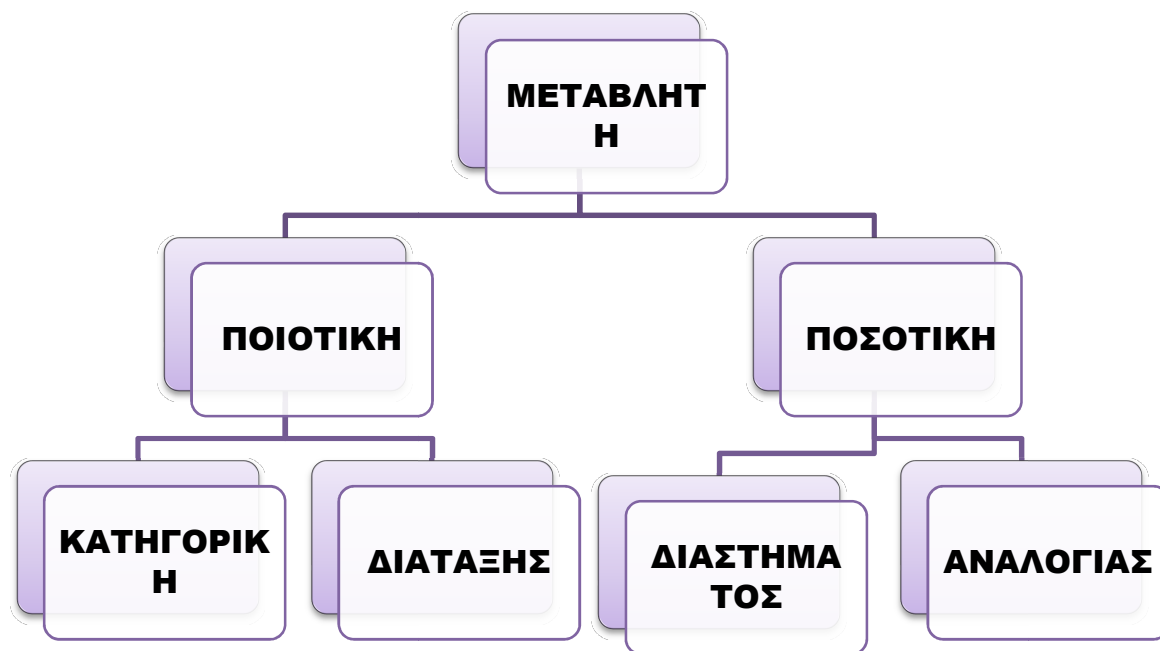 ΜΕΤΑΒΛΗΤ
Η
ΠΟΙΟΤΙΚΗ
ΠΟΣΟΤΙΚΗ
ΚΑΤΗΓΟΡΙΚ
Η
ΔΙΑΤΑΞΗΣ
ΔΙΑΣΤΗΜΑ
ΤΟΣ
ΑΝΑΛΟΓΙΑΣ